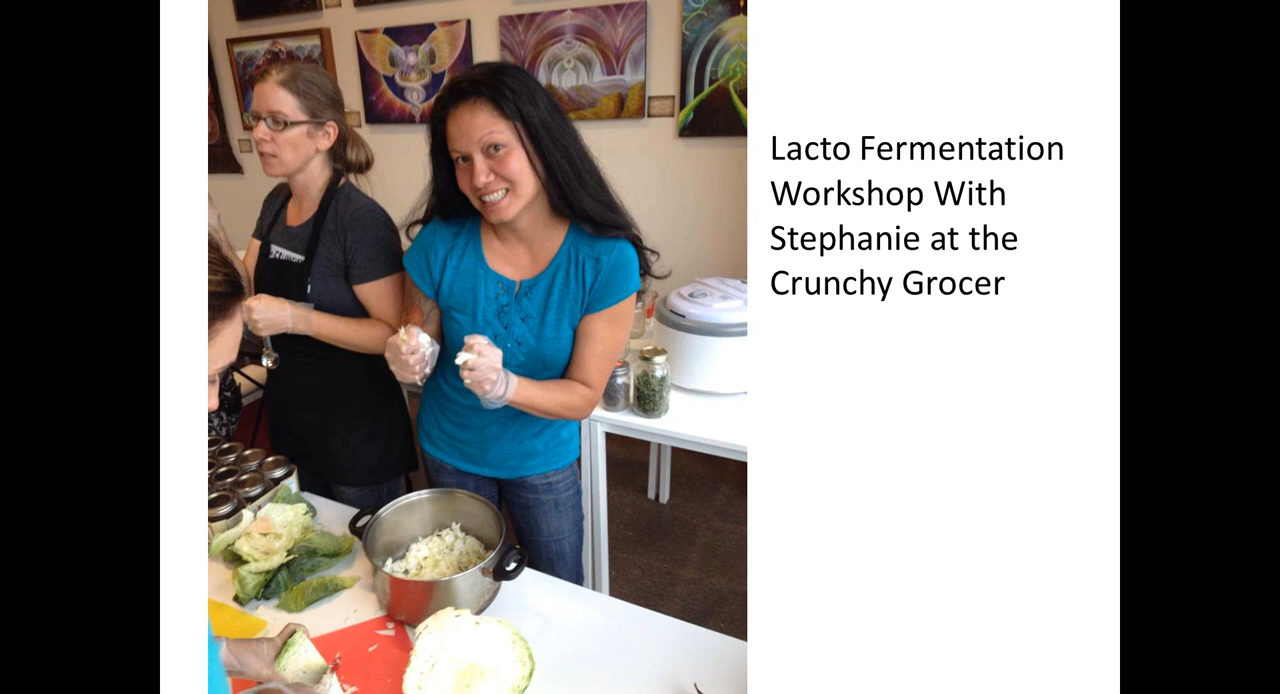 Lacto Fermentation
Workshop With
Stephanie at the
Crunchy Grocer